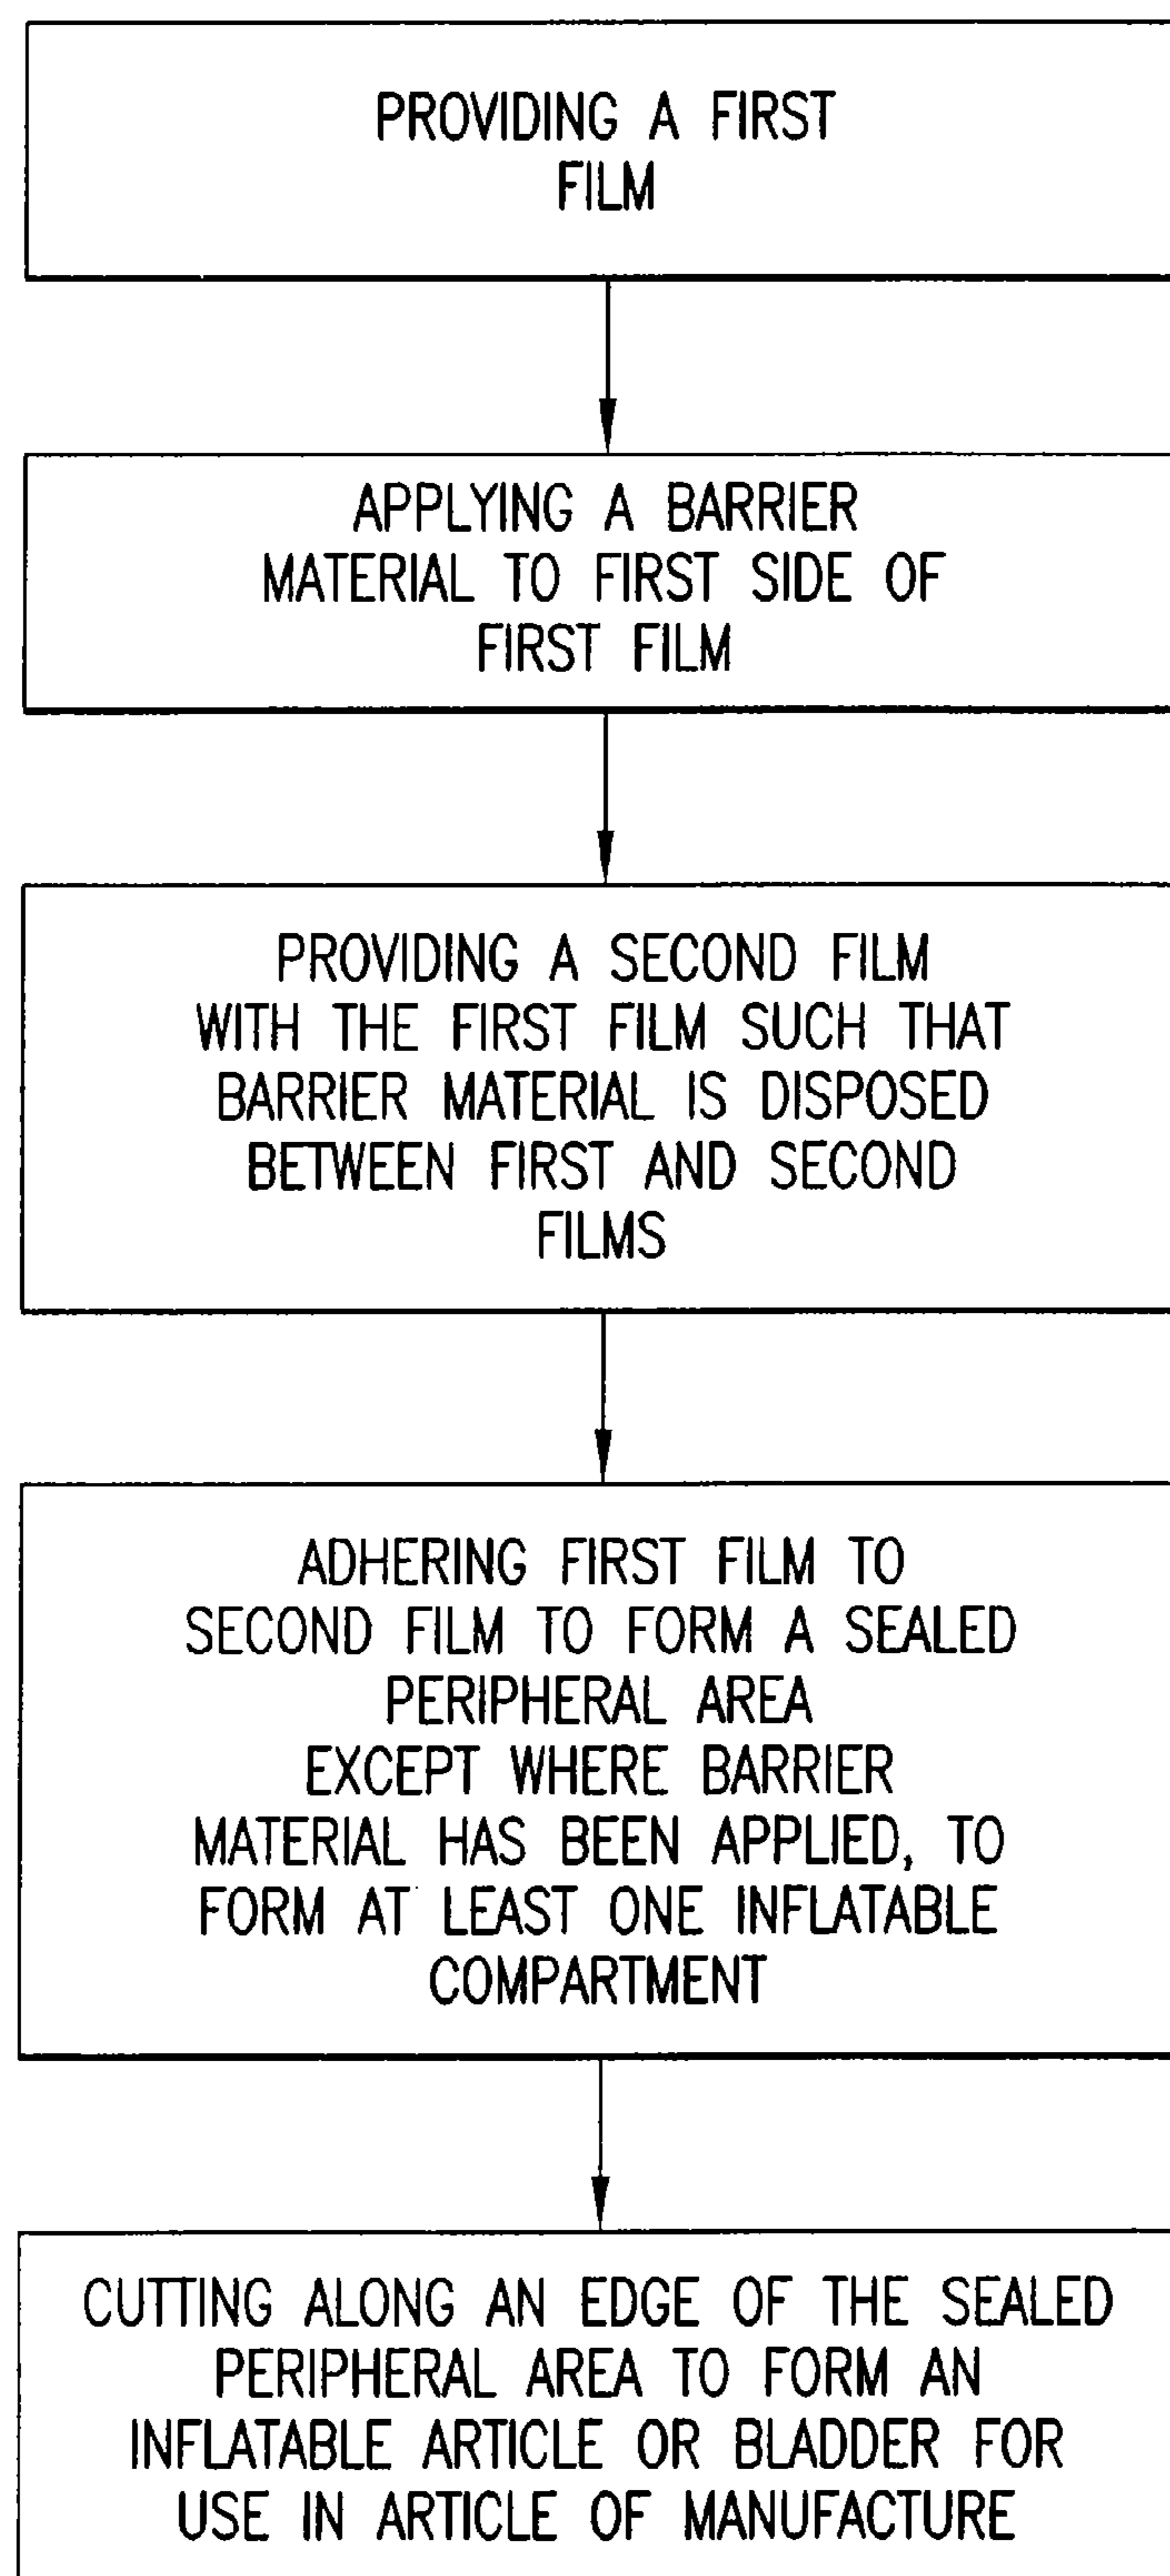 PROVIDING A FIRST
FILM
APPLYING A BARRIER
MATERIAL TO FIRST SIDE OF
FIRST FILM
PROVIDING A SECOND FILM
WITH THE FIRST FILM SUCH THAT
BARRIER MATERIAL IS DISPOSED
BETWEEN FIRST AND SECOND
FILMS
ADHERING FIRST FILM TO
SECOND FILM TO FORM A SEALED
PERIPHERAL AREA
EXCEPT WHERE BARRIER
MATERIAL HAS BEEN APPLIED, TO
FORM AT LEAST ONE INFLATABLE
COMPARTMENT
CUTTING ALONG AN EDGE OF THE SEALED
PERIPHERAL AREA TO FORM AN
INFLATABLE ARTICLE OR BLADDER FOR
USE IN ARTICLE OF MANUFACTURE